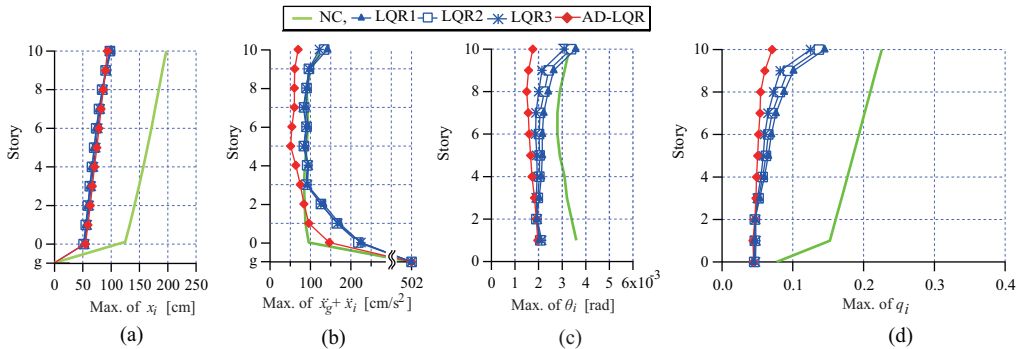 NC, LQR1 LQR2 LQR3 AD-LQR
Story
10
8
6
4
2
0
g
0 50 100 150 200 250
Max. of x_i [cm]
(a)
Story
10
8
6
4
2
0
g
0 100 200 502
Max. of ẍ_g + ẍ_i [cm/s²]
(b)
Story
10
8
6
4
2
0
0 1 2 3 4 5 6x10⁻³
Max. of θ_i [rad]
(c)
Story
10
8
6
4
2
0
0.0 0.1 0.2 0.3 0.4
Max. of q_i
(d)